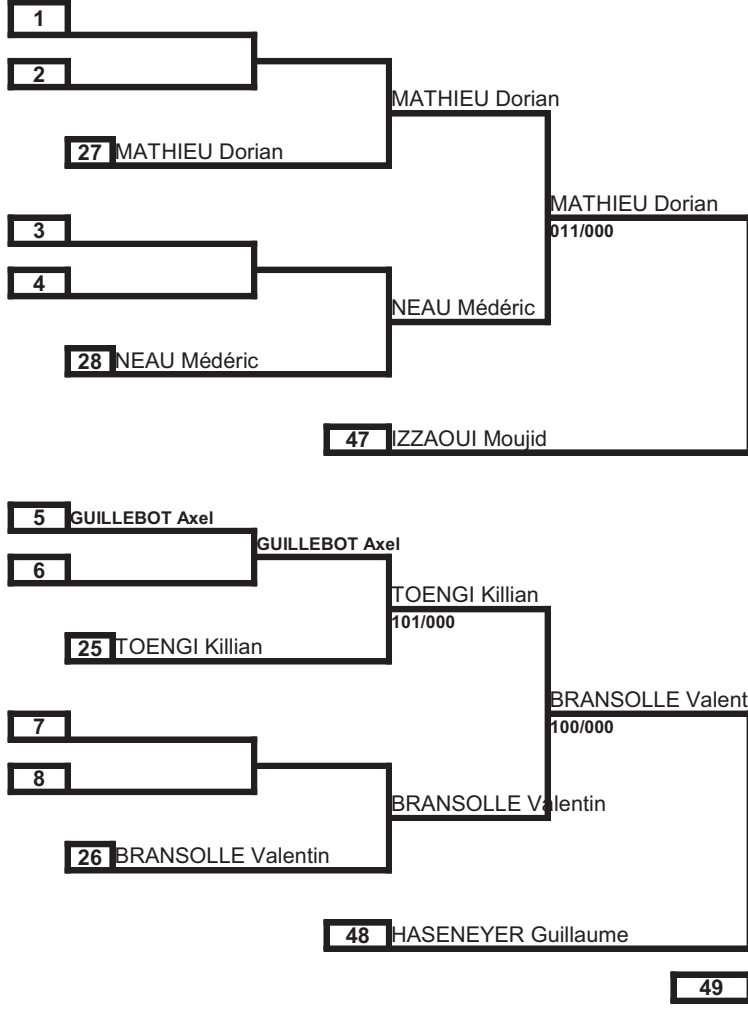 1
2
MATHIEU Dorian
27 MATHIEU Dorian
MATHIEU Dorian
3
011/000
4
NEAU Médéric
28 NEAU Médéric
47 IZZAOUI Moujid
5 GUILLEBOT Axel
GUILLEBOT Axel
6
TOENGI Killian
101/000
25 TOENGI Killian
BRANSOLLE Valent
7
100/000
8
BRANSOLLE Valentin
26 BRANSOLLE Valentin
48 HASENEYER Guillaume
49